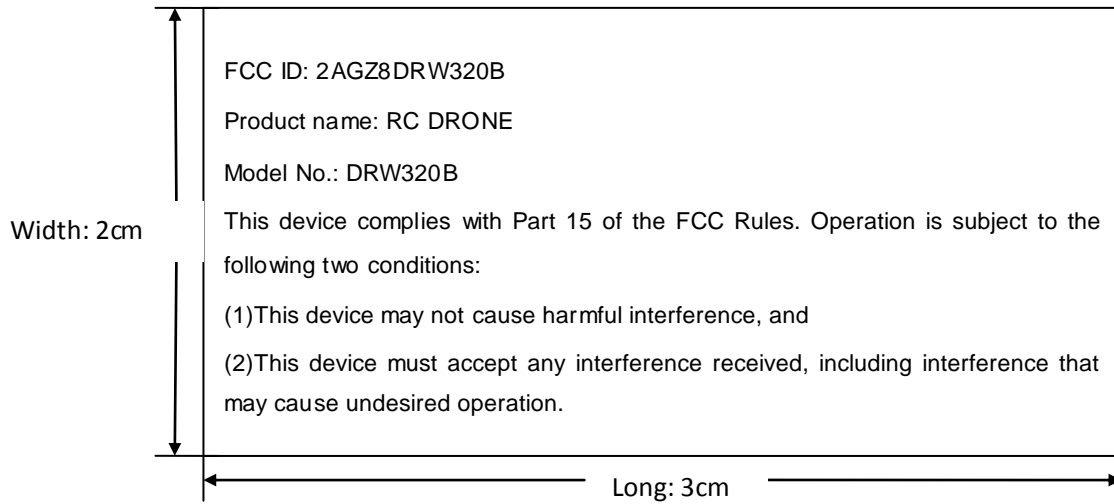 FCC ID: 2AGZ8DRW320B
Product name: RC DRONE
Model No.: DRW320B
Width: 2cm
This device complies with Part 15 of the FCC Rules. Operation is subject to the
following two conditions:
(1)This device may not cause harmful interference, and
(2)This device must accept any interference received, including interference that
may cause undesired operation.
Long: 3cm